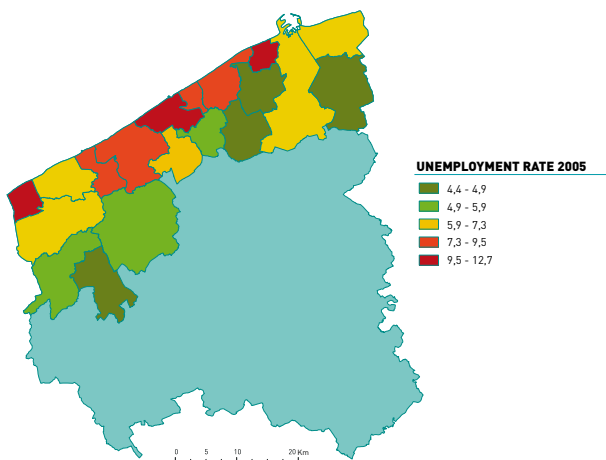 UNEMPLOYMENT RATE 2005
4,4 - 4,9
4,9 - 5,9
5,9 - 7,3
7,3 - 9,5
9,5 - 12,7
0 5 10 20 Km